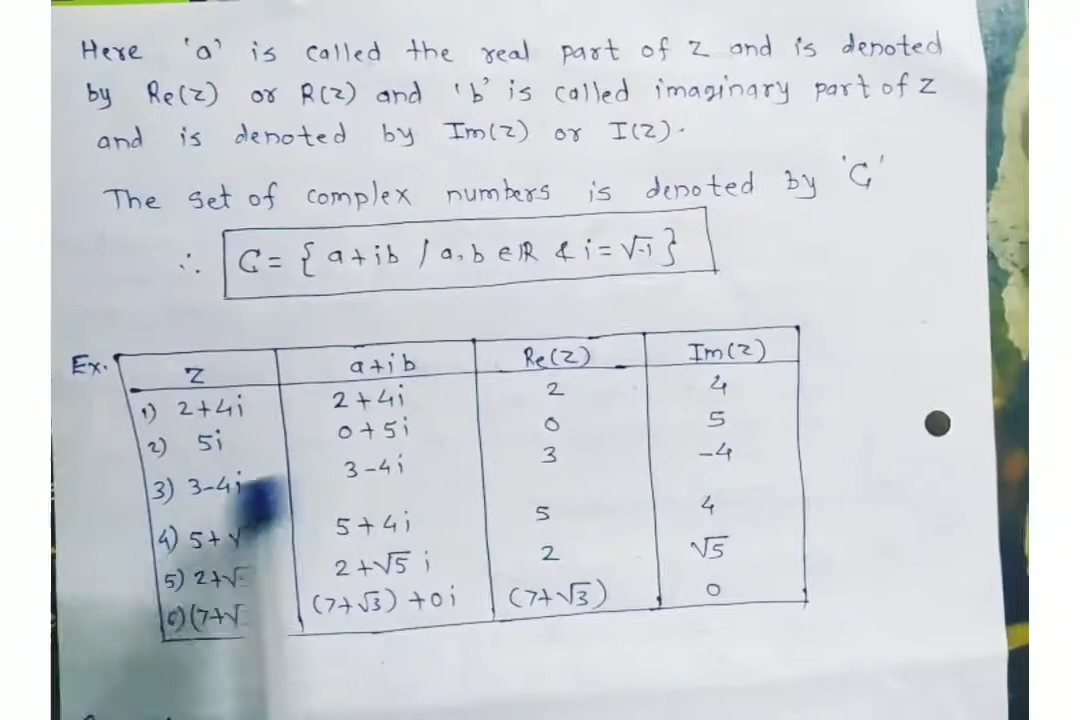 Here 'a' is called the real part of z and is denoted
by Re(z) or R(z) and 'b' is called imaginary part of z
and is denoted by Im(z) or I(z).
The set of complex numbers is denoted by 'C'
∴ C = { a+ib / a,b ∈ ℝ & i = √-1 }
Ex. z a+ib Re(z) Im(z)
1) 2+4i 2+4i 2 4
2) 5i 0+5i 0 5
3) 3-4i 3-4i 3 -4
4) 5+√ 5+4i 5 4
5) 2+√ 2+√5 i 2 √5
6) (7+√ (7+√3)+0i (7+√3) 0